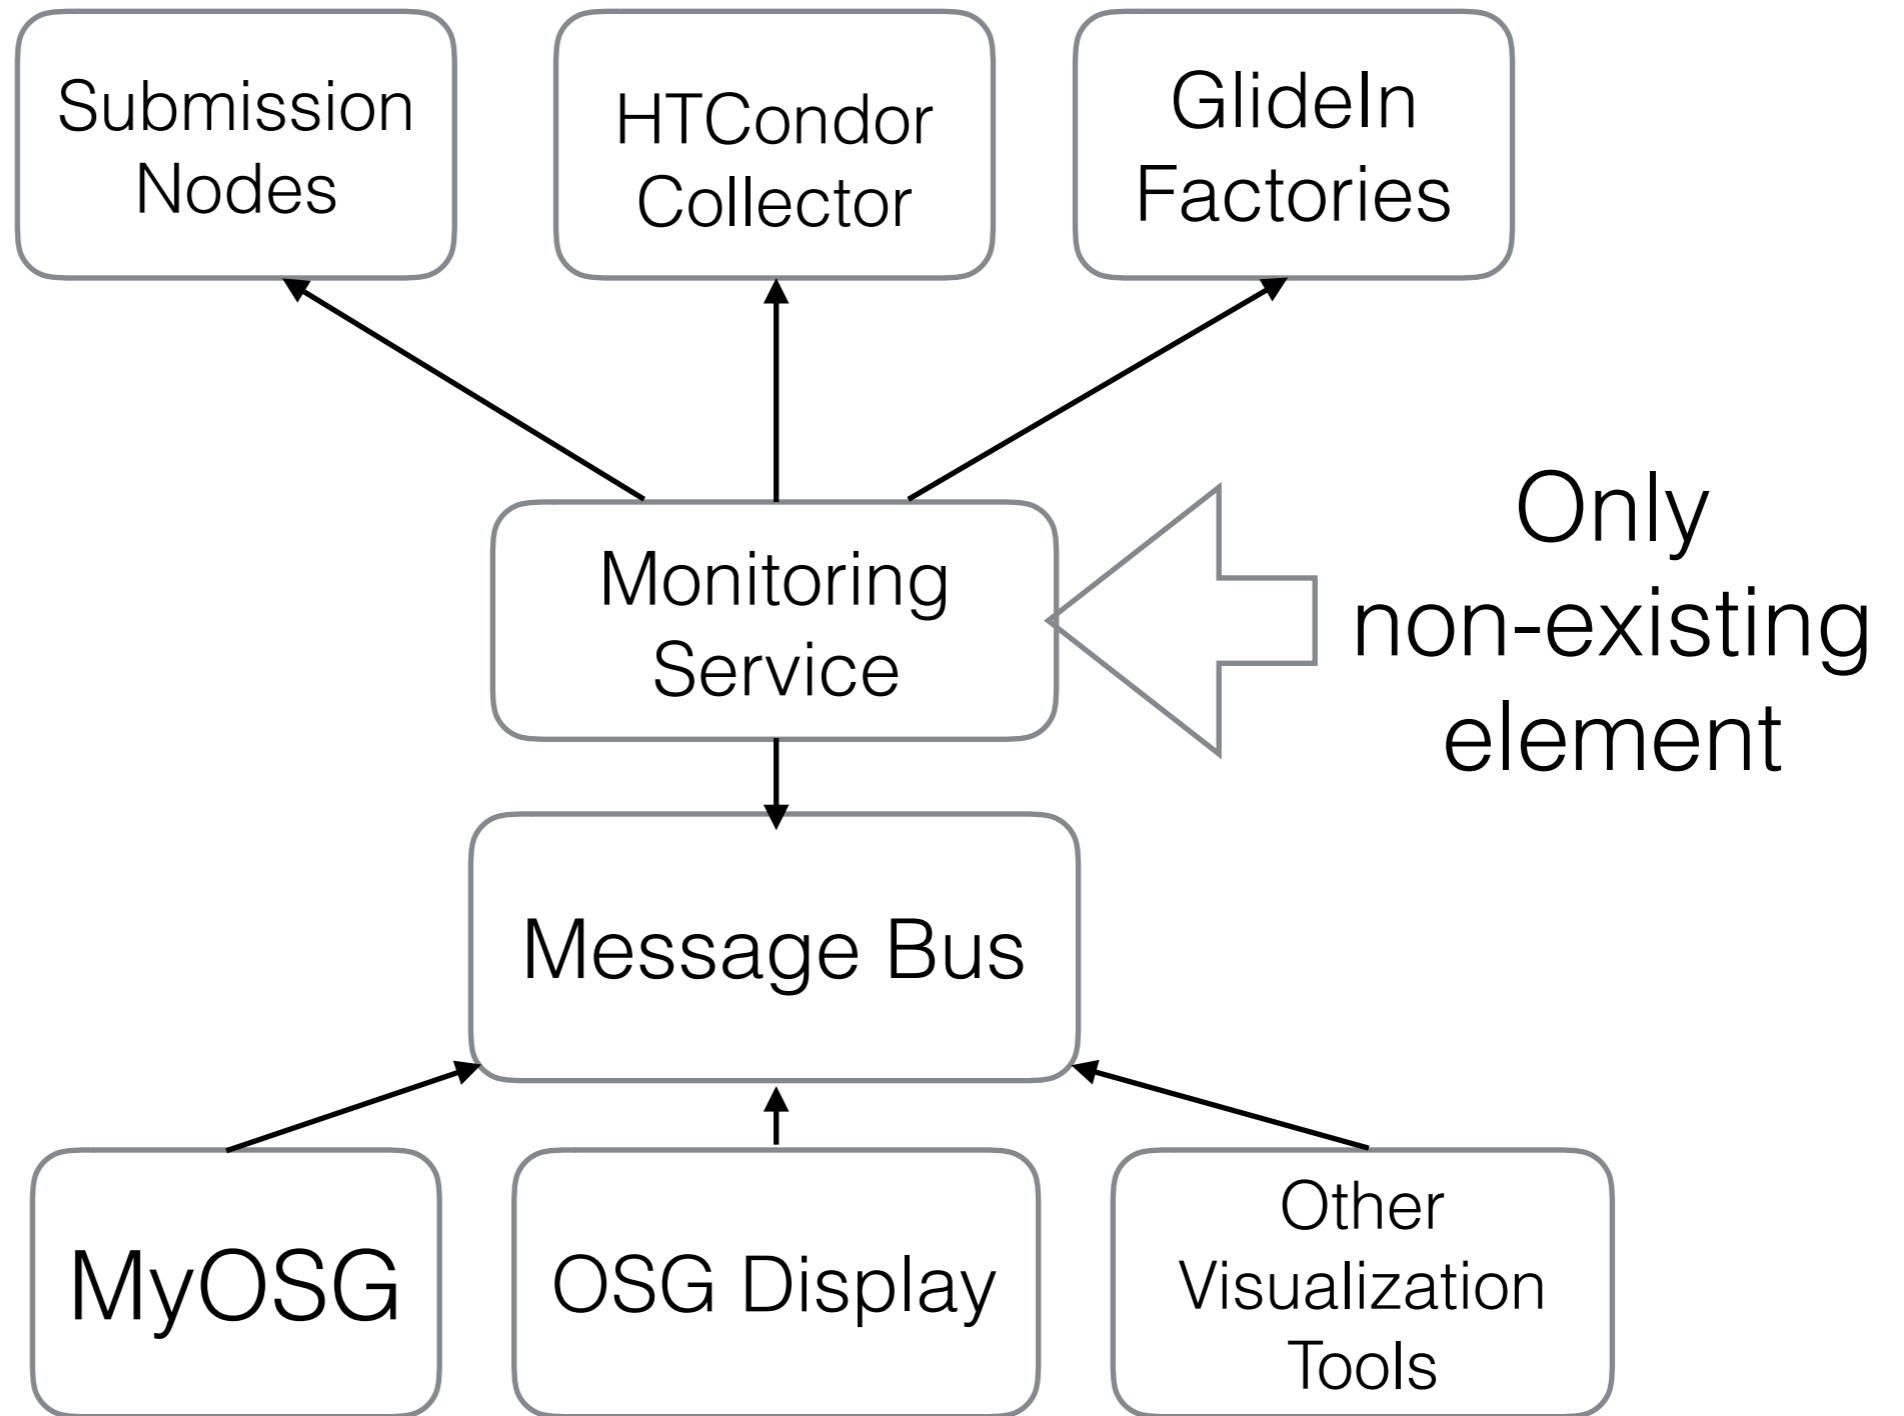 Submission
Nodes
HTCondor
Collector
GlideIn
Factories
Monitoring
Service
Only
non-existing
element
Message Bus
MyOSG
OSG Display
Other
Visualization
Tools